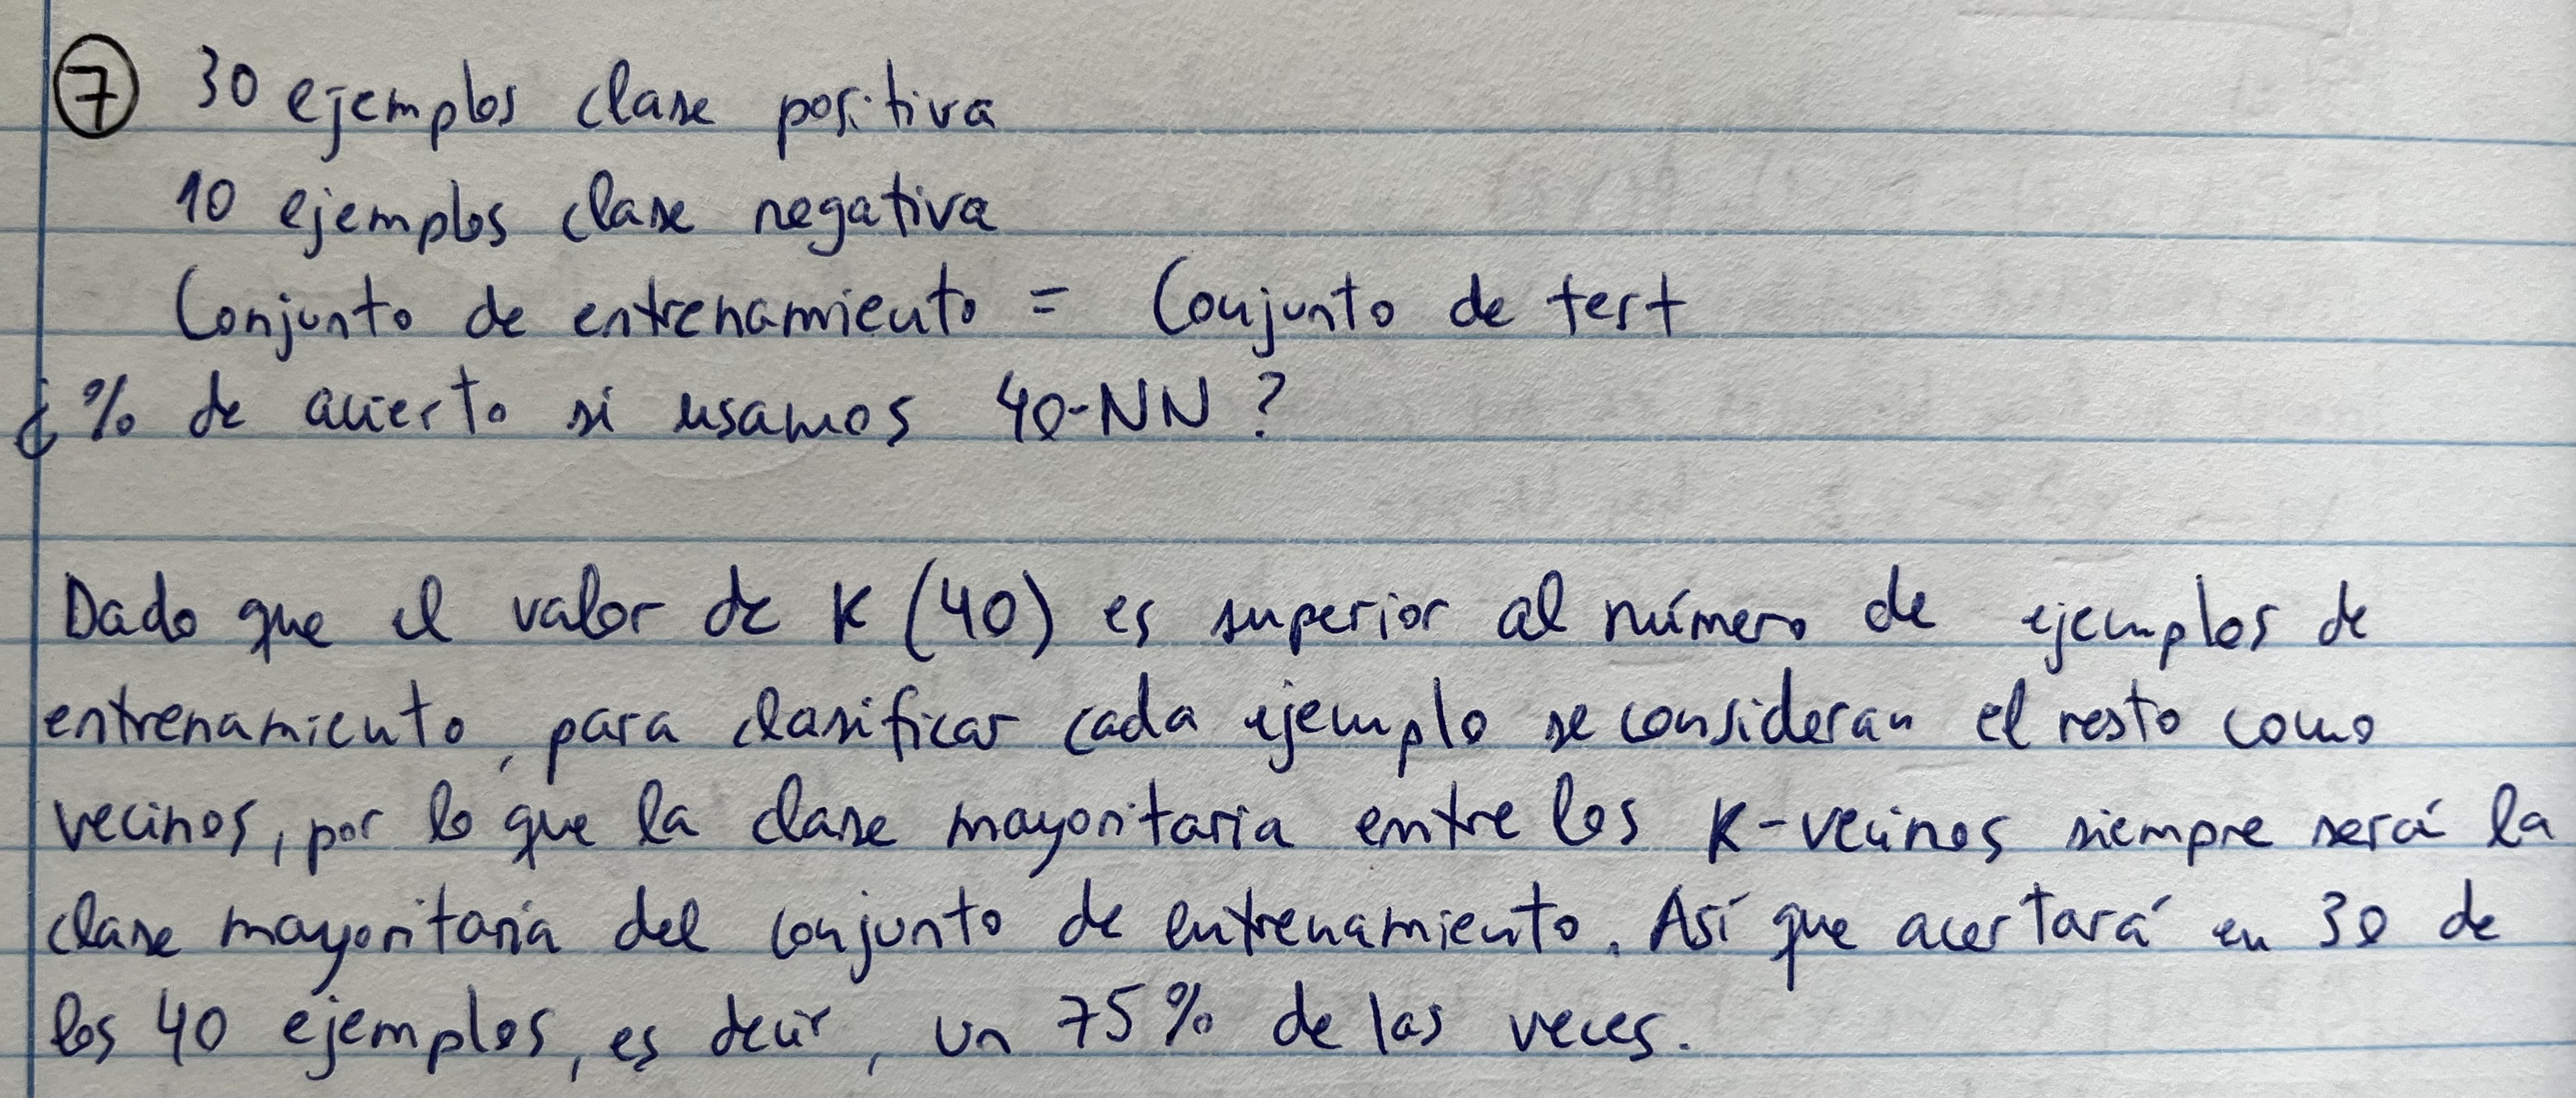 7 30 ejemplos clase positiva
10 ejemplos clase negativa
Conjunto de entrenamiento = Conjunto de test
¿% de acierto si usamos 40-NN?
Dado que el valor de K (40) es superior al número de ejemplos de
entrenamiento, para clasificar cada ejemplo se consideran el resto como
vecinos, por lo que la clase mayoritaria entre los K-vecinos siempre será la
clase mayoritaria del conjunto de entrenamiento. Así que acertará en 30 de
los 40 ejemplos, es decir, un 75% de las veces.